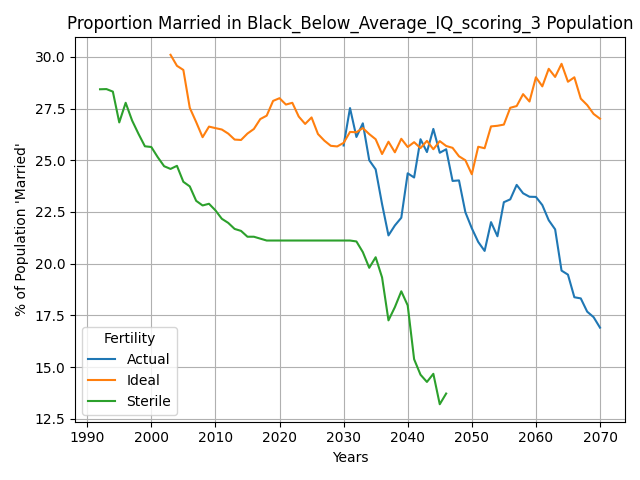 Proportion Married in Black_Below_Average_IQ_scoring_3 Population
% of Population 'Married'
30.0
27.5
25.0
22.5
20.0
17.5
15.0
12.5
Fertility
Actual
Ideal
Sterile
1990 2000 2010 2020 2030 2040 2050 2060 2070
Years